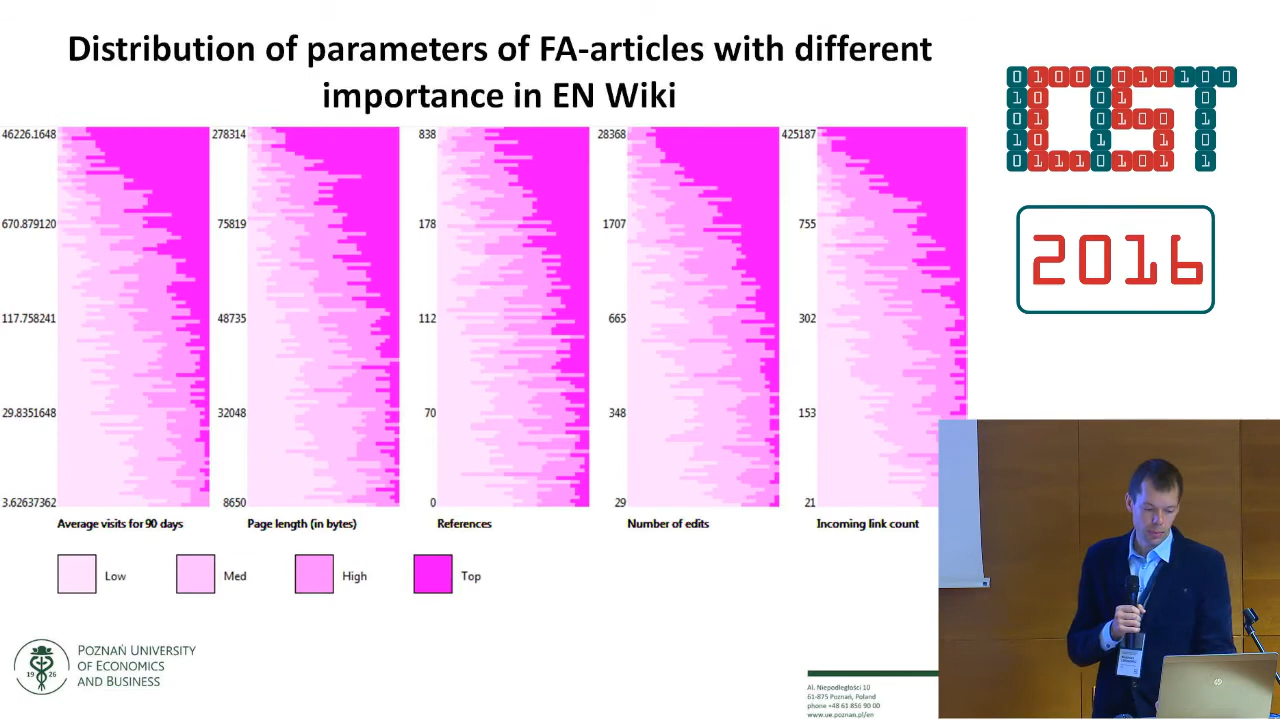 Distribution of parameters of FA-articles with different
importance in EN Wiki
46226.1648
670.879120
117.758241
29.8351648
3.62637362
Average visits for 90 days
278314
75819
48735
32048
8650
Page length (in bytes)
838
178
112
70
0
References
28368
1707
665
348
29
Number of edits
425187
755
302
153
21
Incoming link count
Low
Med
High
Top
POZNAŃ UNIVERSITY
OF ECONOMICS
AND BUSINESS
19 26
Al. Niepodległości 10
61-875 Poznań, Poland
phone +48 61 856 90 00
www.ue.poznan.pl/en
ICIST
2016